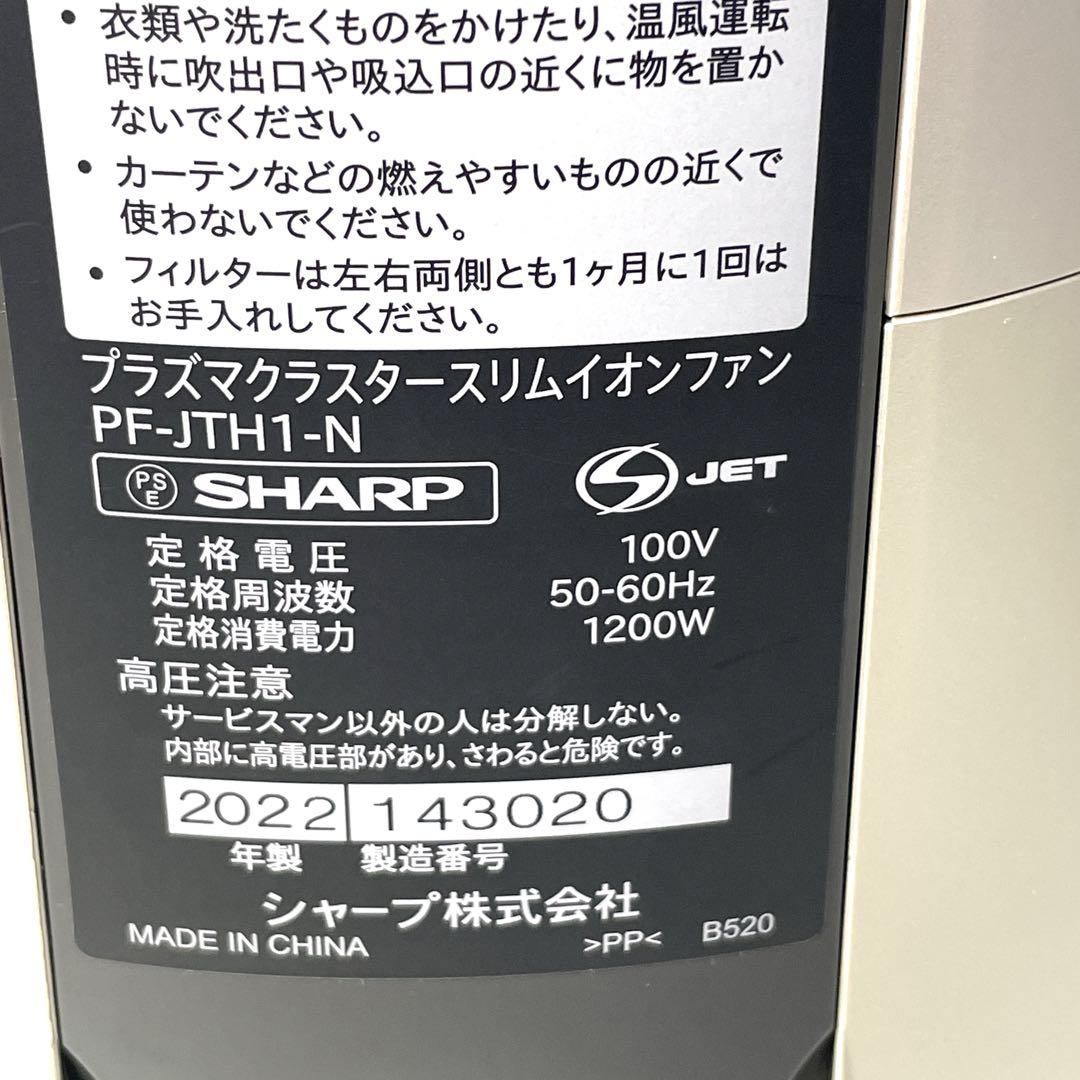 • 衣類や洗たくものをかけたり、温風運転
時に吹出口や吸込口の近くに物を置か
ないでください。
• カーテンなどの燃えやすいものの近くで
使わないでください。
• フィルターは左右両側とも1ヶ月に1回は
お手入れしてください。
プラズマクラスタースリムイオンファン
PF-JTH1-N
PSE SHARP S JET
定格電圧 100V
定格周波数 50-60Hz
定格消費電力 1200W
高圧注意
サービスマン以外の人は分解しない。
内部に高電圧部があり、さわると危険です。
2022 143020
年製 製造番号
シャープ株式会社
MADE IN CHINA >PP< B520